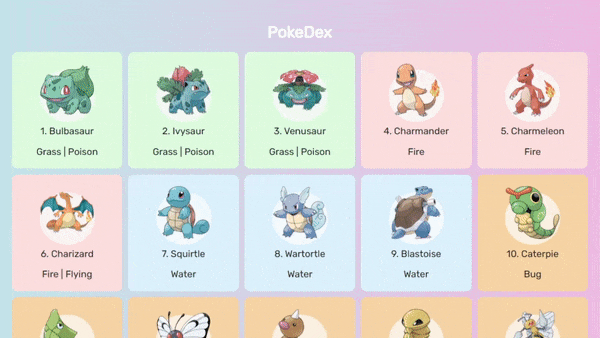 PokeDex
1. Bulbasaur
Grass | Poison
2. Ivysaur
Grass | Poison
3. Venusaur
Grass | Poison
4. Charmander
Fire
5. Charmeleon
Fire
6. Charizard
Fire | Flying
7. Squirtle
Water
8. Wartortle
Water
9. Blastoise
Water
10. Caterpie
Bug